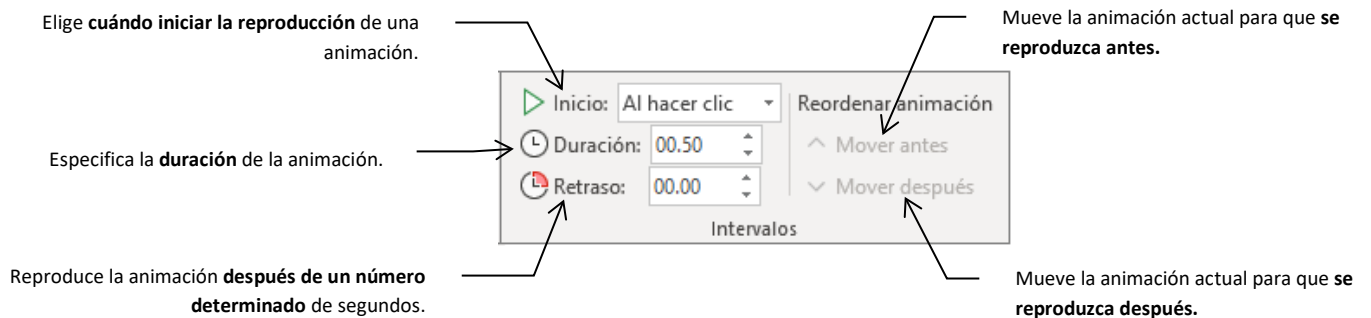 Elige cuándo iniciar la reproducción de una
animación.
Mueve la animación actual para que se
reproduzca antes.
Inicio: Al hacer clic
Reordenar animación
Especifica la duración de la animación.
Duración: 00.50
Mover antes
Retraso: 00.00
Mover después
Intervalos
Reproduce la animación después de un número
determinado de segundos.
Mueve la animación actual para que se
reproduzca después.